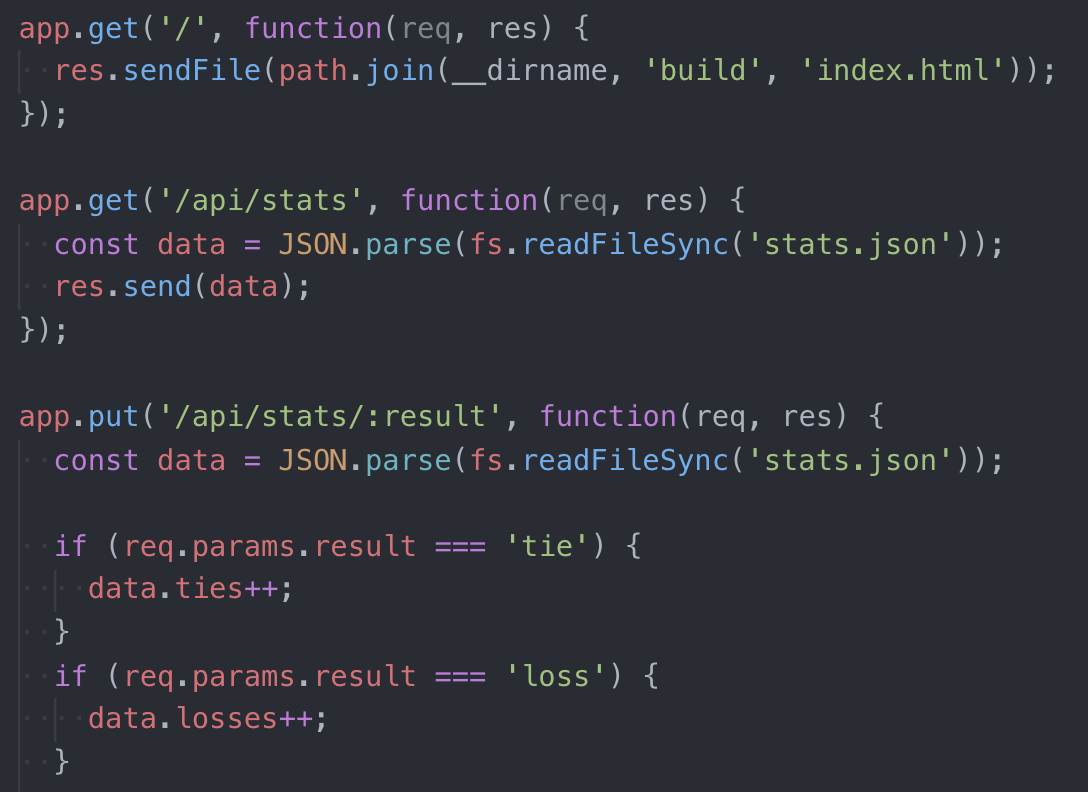 app.get('/', function(req, res) {
  res.sendFile(path.join(__dirname, 'build', 'index.html'));
});

app.get('/api/stats', function(req, res) {
  const data = JSON.parse(fs.readFileSync('stats.json'));
  res.send(data);
});

app.put('/api/stats/:result', function(req, res) {
  const data = JSON.parse(fs.readFileSync('stats.json'));

  if (req.params.result === 'tie') {
    data.ties++;
  }
  if (req.params.result === 'loss') {
    data.losses++;
  }